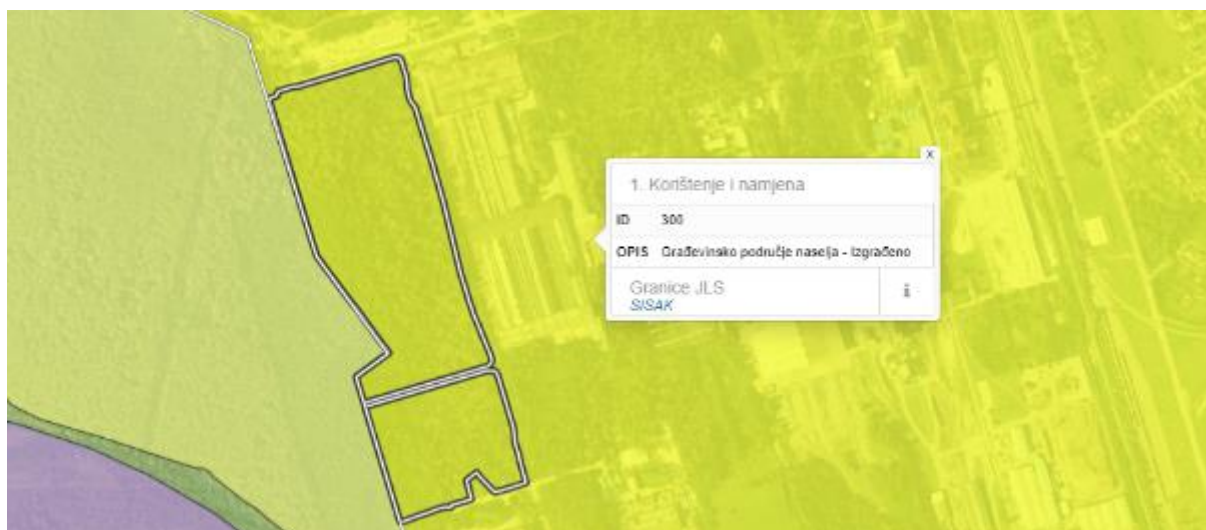 x
1. Korištenje i namjena
ID 300
OPIS Građevinsko područje naselja - izgrađeno
Granice JLS
SISAK
i